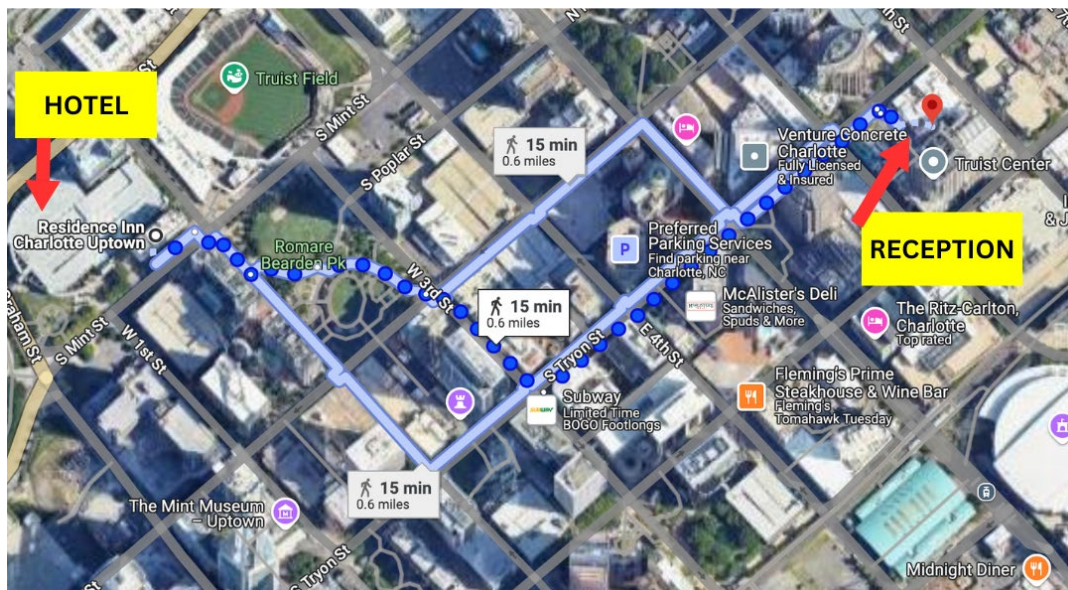 HOTEL
Truist Field
S Mint St
S Poplar St
15 min
0.6 miles
Venture Concrete
Charlotte
Fully Licensed
& Insured
Truist Center
RECEPTION
Residence Inn
Charlotte Uptown
Romare
Bearden Pk
W 3rd St
P
Preferred
Parking Services
Find parking near
Charlotte, NC
McAlister's Deli
Sandwiches,
Spuds & More
The Ritz-Carlton,
Charlotte
Top rated
15 min
0.6 miles
S Tryon St
E 4th St
Graham St
S Mint St
W 1st St
SUBWAY
Subway
Limited Time
BOGO Footlongs
Fleming's Prime
Steakhouse & Wine Bar
Fleming's
Tomahawk Tuesday
15 min
0.6 miles
The Mint Museum
– Uptown
S Tryon St
Midnight Diner